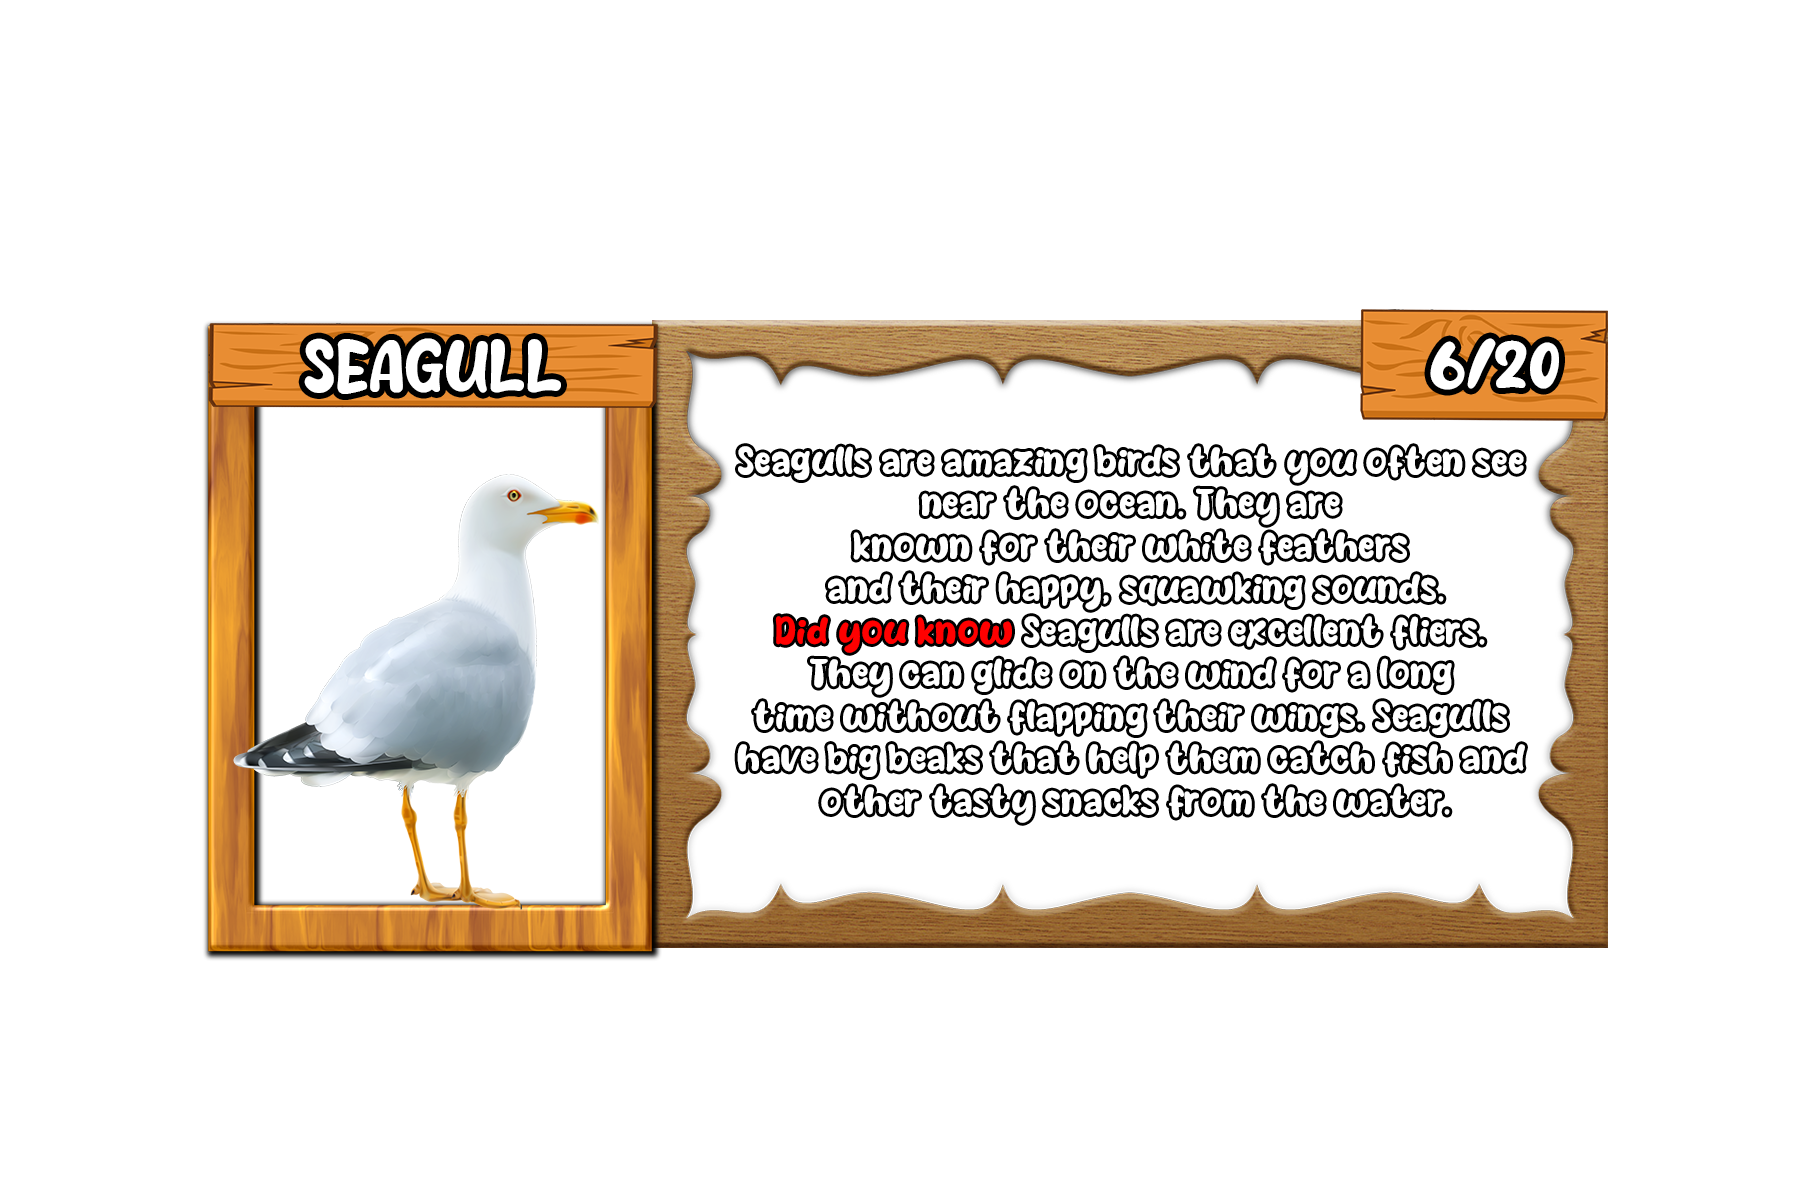 SEAGULL
6/20
Seagulls are amazing birds that you often see
near the ocean. They are
known for their white feathers
and their happy, squawking sounds.
Did you know Seagulls are excellent fliers.
They can glide on the wind for a long
time without flapping their wings. Seagulls
have big beaks that help them catch fish and
other tasty snacks from the water.